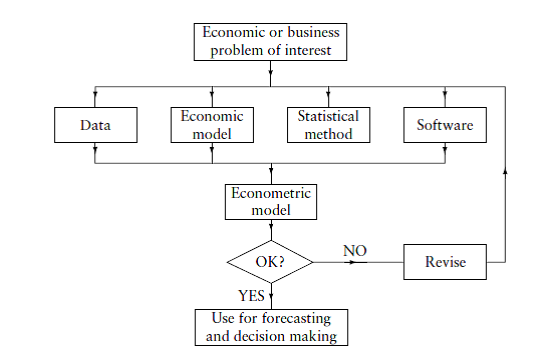 Economic or business
problem of interest
Data
Economic
model
Statistical
method
Software
Econometric
model
OK?
NO
Revise
YES
Use for forecasting
and decision making